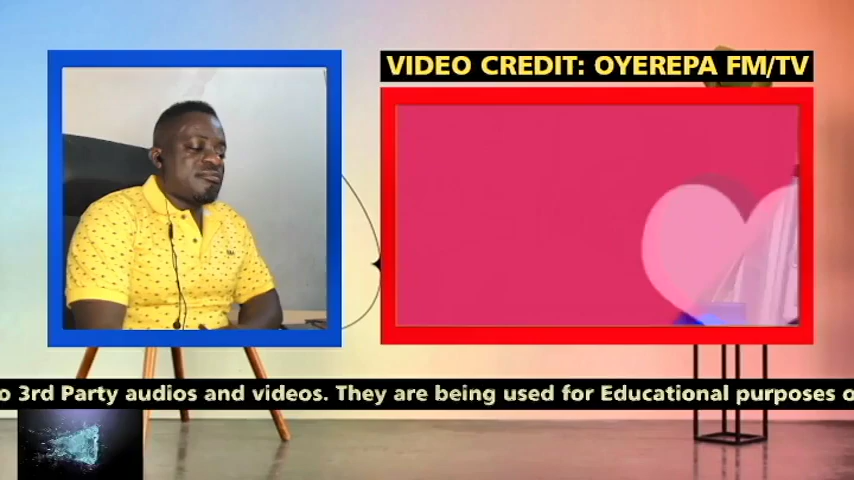 VIDEO CREDIT: OYEREPA FM/TV
o 3rd Party audios and videos. They are being used for Educational purposes o